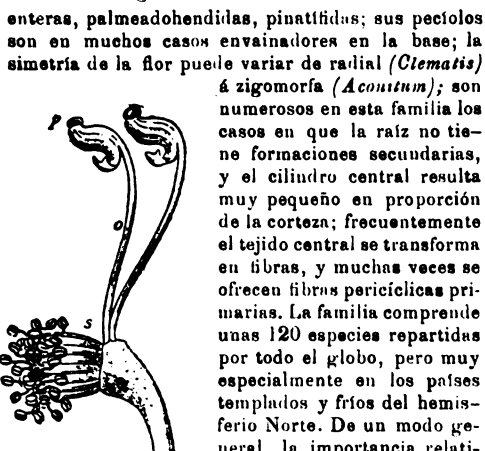 enteras, palmeadohendidas, pinatífidas; sus pecíolos
son en muchos casos envainadores en la base; la
simetría de la flor puede variar de radial (Clematis)
á zigomorfa (Aconitum); son
numerosos en esta familia los
casos en que la raíz no tie-
ne formaciones secundarias,
y el cilindro central resulta
muy pequeño en proporción
de la corteza; frecuentemente
el tejido central se transforma
en fibras, y muchas veces se
ofrecen fibras pericíclicas pri-
marias. La familia comprende
unas 120 especies repartidas
por todo el globo, pero muy
especialmente en los países
templados y fríos del hemis-
ferio Norte. De un modo ge-
neral, la importancia relati-
p
o
s